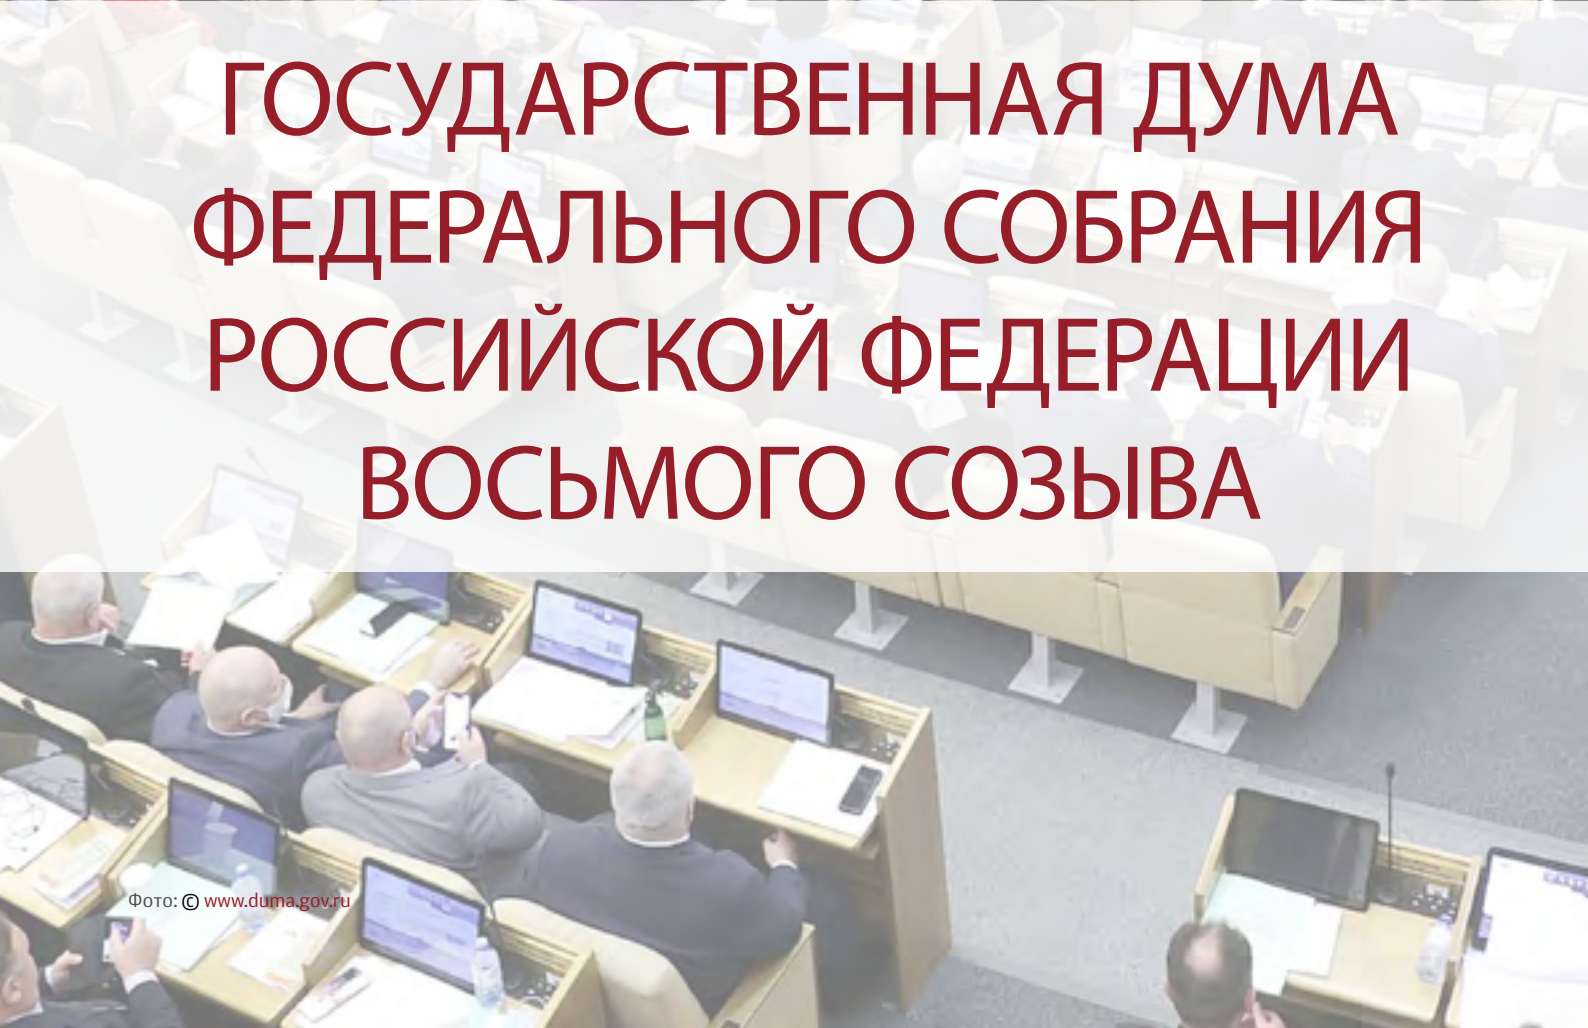 ГОСУДАРСТВЕННАЯ ДУМА
ФЕДЕРАЛЬНОГО СОБРАНИЯ
РОССИЙСКОЙ ФЕДЕРАЦИИ
ВОСЬМОГО СОЗЫВА
Фото: © www.duma.gov.ru